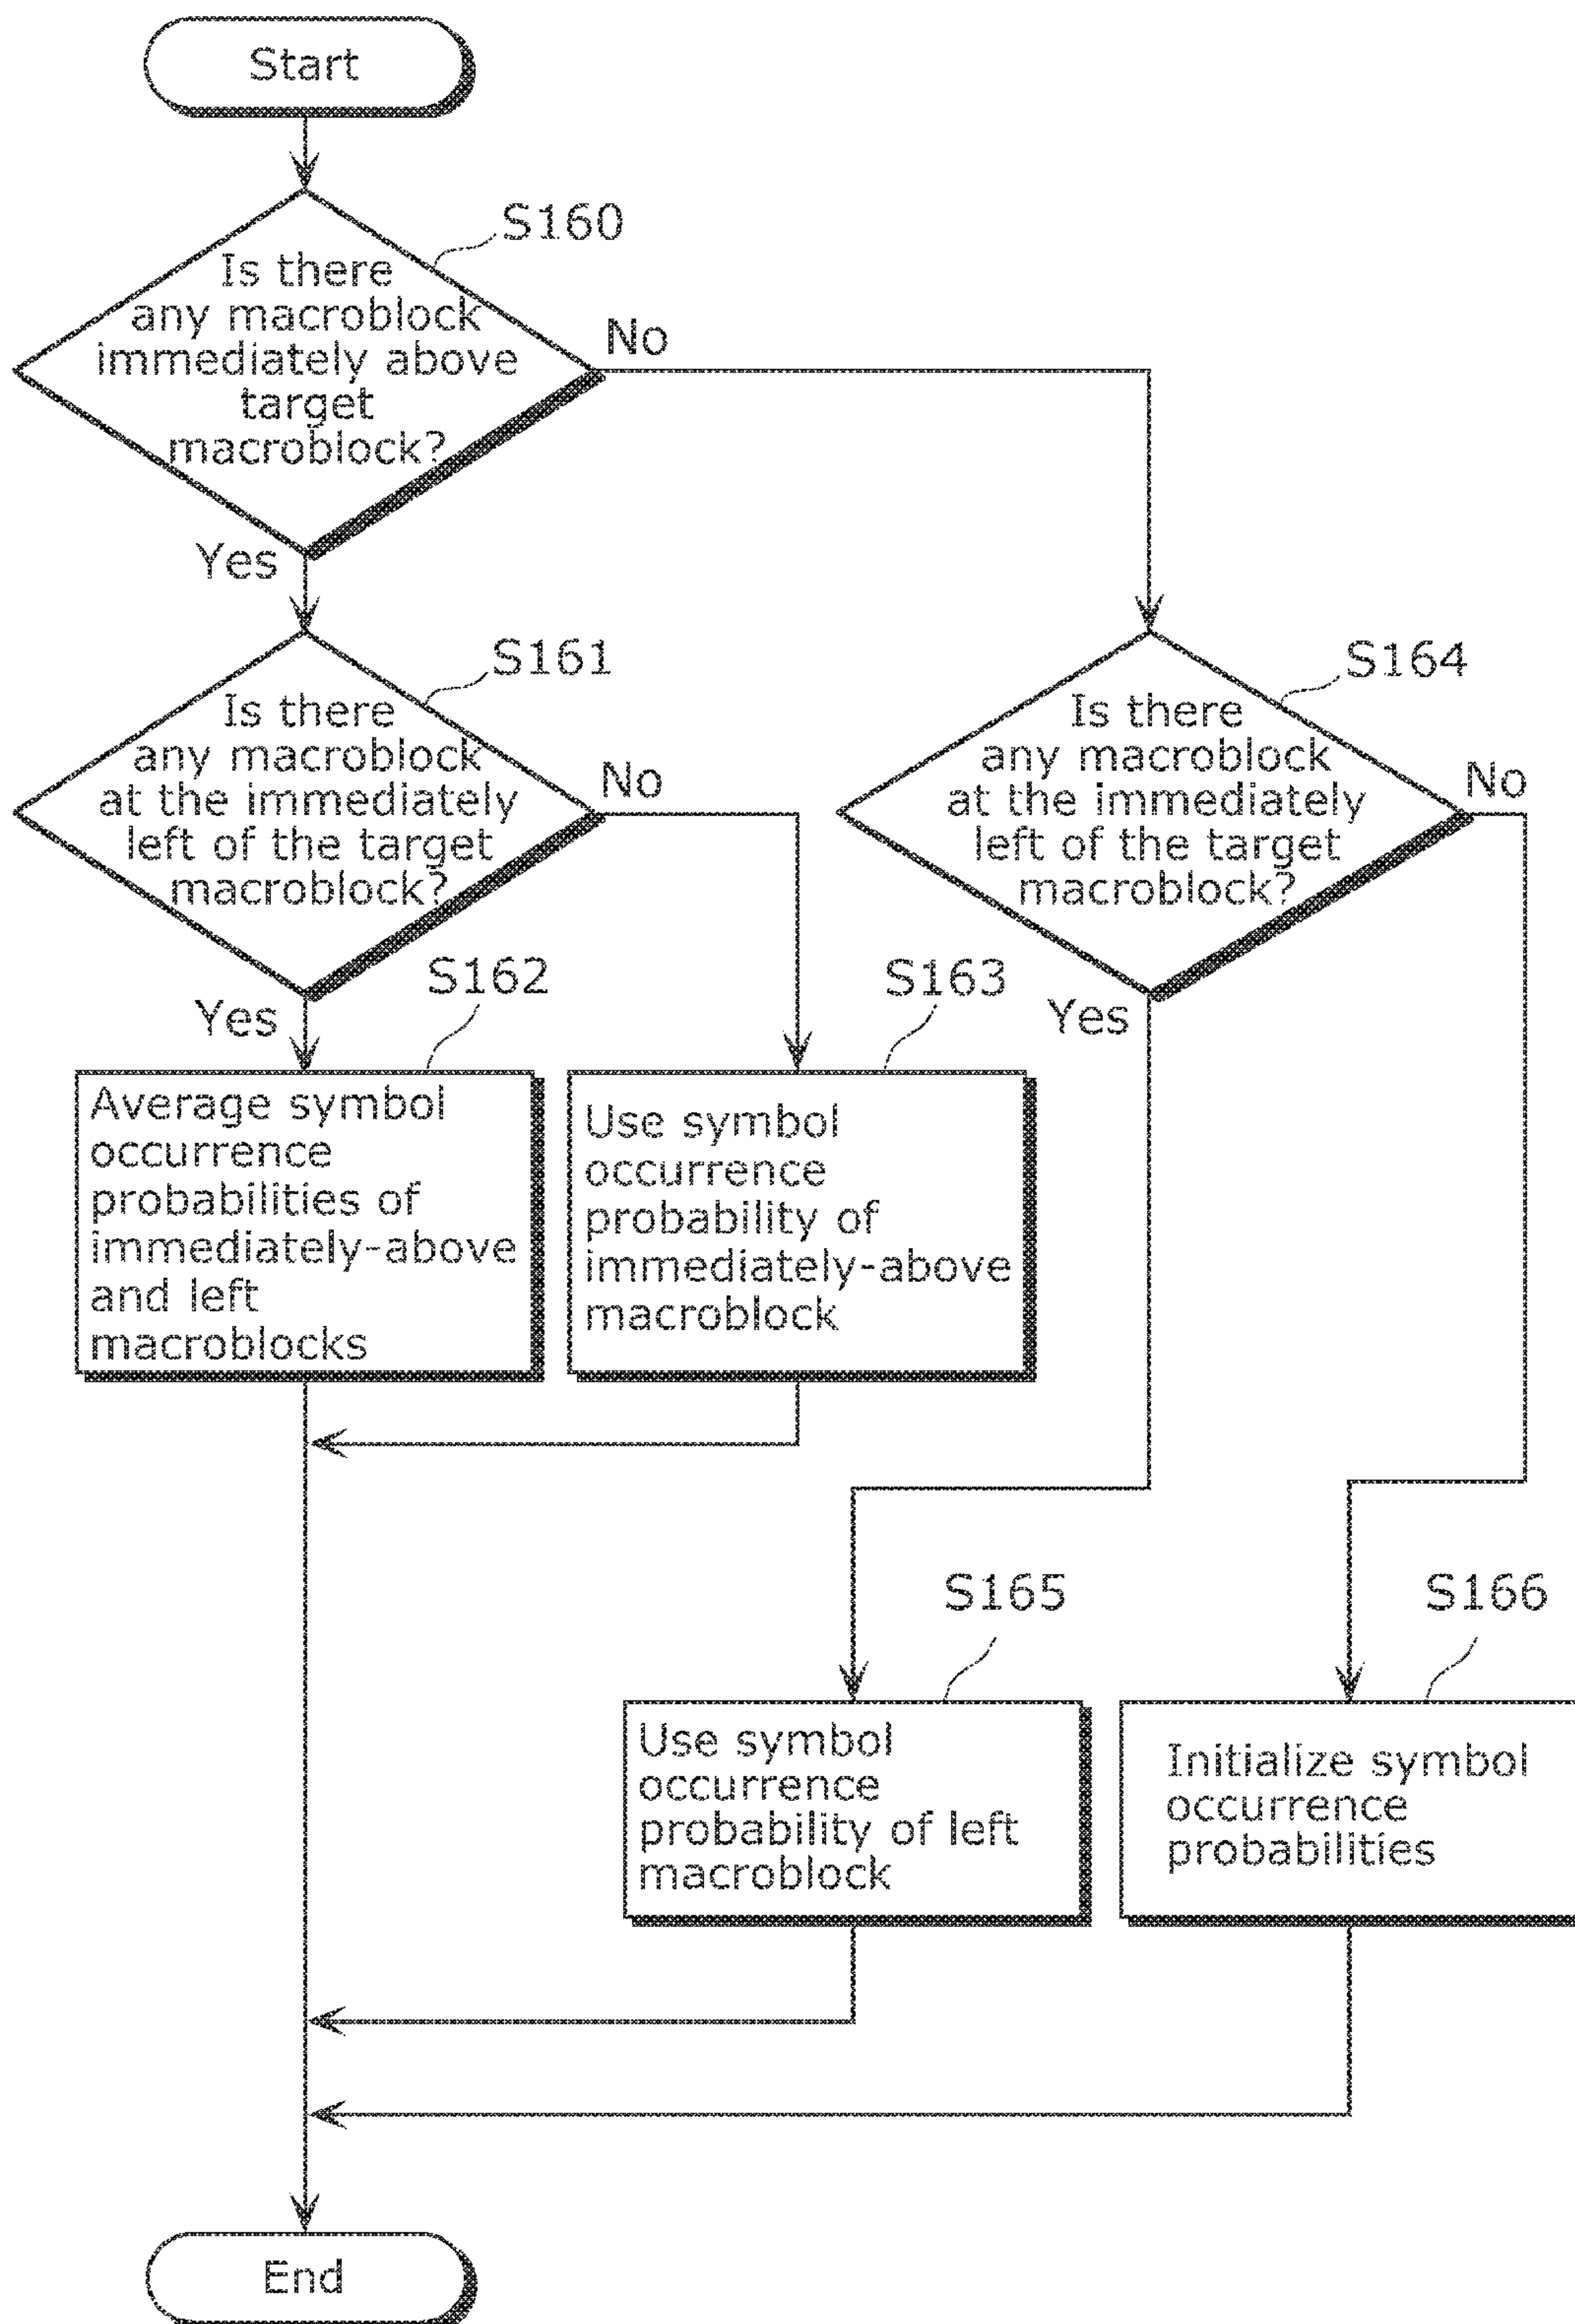 Start
S160
Is there
any macroblock
immediately above
target
macroblock?
No
Yes
S161
Is there
any macroblock
at the immediately
left of the target
macroblock?
No
Yes
S164
Is there
any macroblock
at the immediately
left of the target
macroblock?
No
Yes
S162
Average symbol
occurrence
probabilities of
immediately-above
and left
macroblocks
S163
Use symbol
occurrence
probability of
immediately-above
macroblock
S165
Use symbol
occurrence
probability of left
macroblock
S166
Initialize symbol
occurrence
probabilities
End